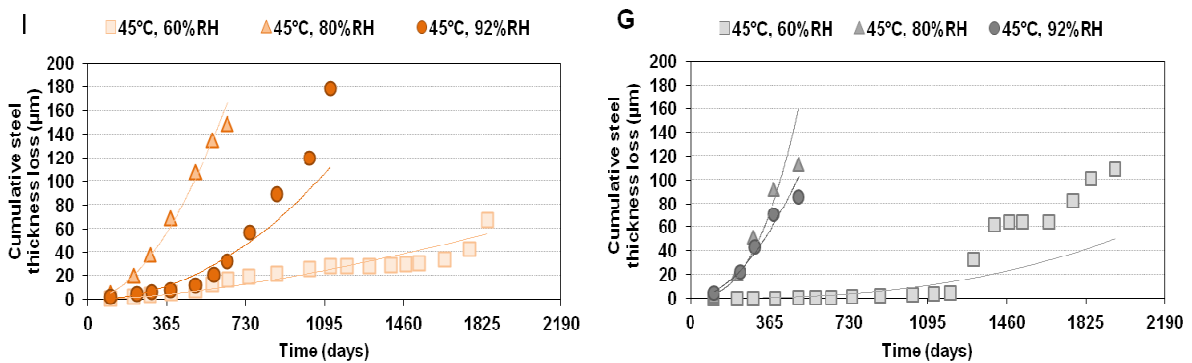 I
45°C, 60%RH 45°C, 80%RH 45°C, 92%RH
Cumulative steel
thickness loss (µm)
200
180
160
140
120
100
80
60
40
20
0
0 365 730 1095 1460 1825 2190
Time (days)
G
45°C, 60%RH 45°C, 80%RH 45°C, 92%RH
Cumulative steel
thickness loss (µm)
200
180
160
140
120
100
80
60
40
20
0
0 365 730 1095 1460 1825 2190
Time (days)